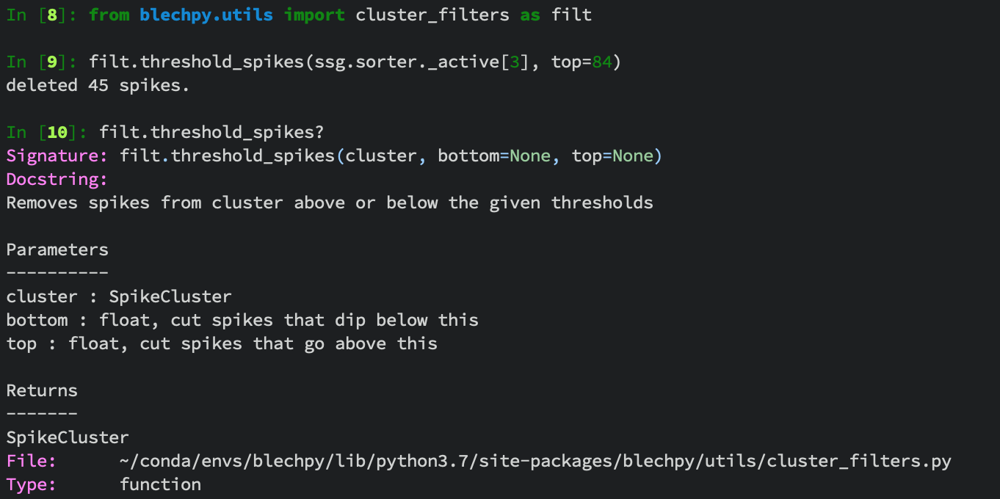 In [8]: from blechpy.utils import cluster_filters as filt
In [9]: filt.threshold_spikes(ssg.sorter._active[3], top=84)
deleted 45 spikes.
In [10]: filt.threshold_spikes?
Signature: filt.threshold_spikes(cluster, bottom=None, top=None)
Docstring:
Removes spikes from cluster above or below the given thresholds
Parameters
----------
cluster : SpikeCluster
bottom : float, cut spikes that dip below this
top : float, cut spikes that go above this
Returns
-------
SpikeCluster
File:      ~/conda/envs/blechpy/lib/python3.7/site-packages/blechpy/utils/cluster_filters.py
Type:      function